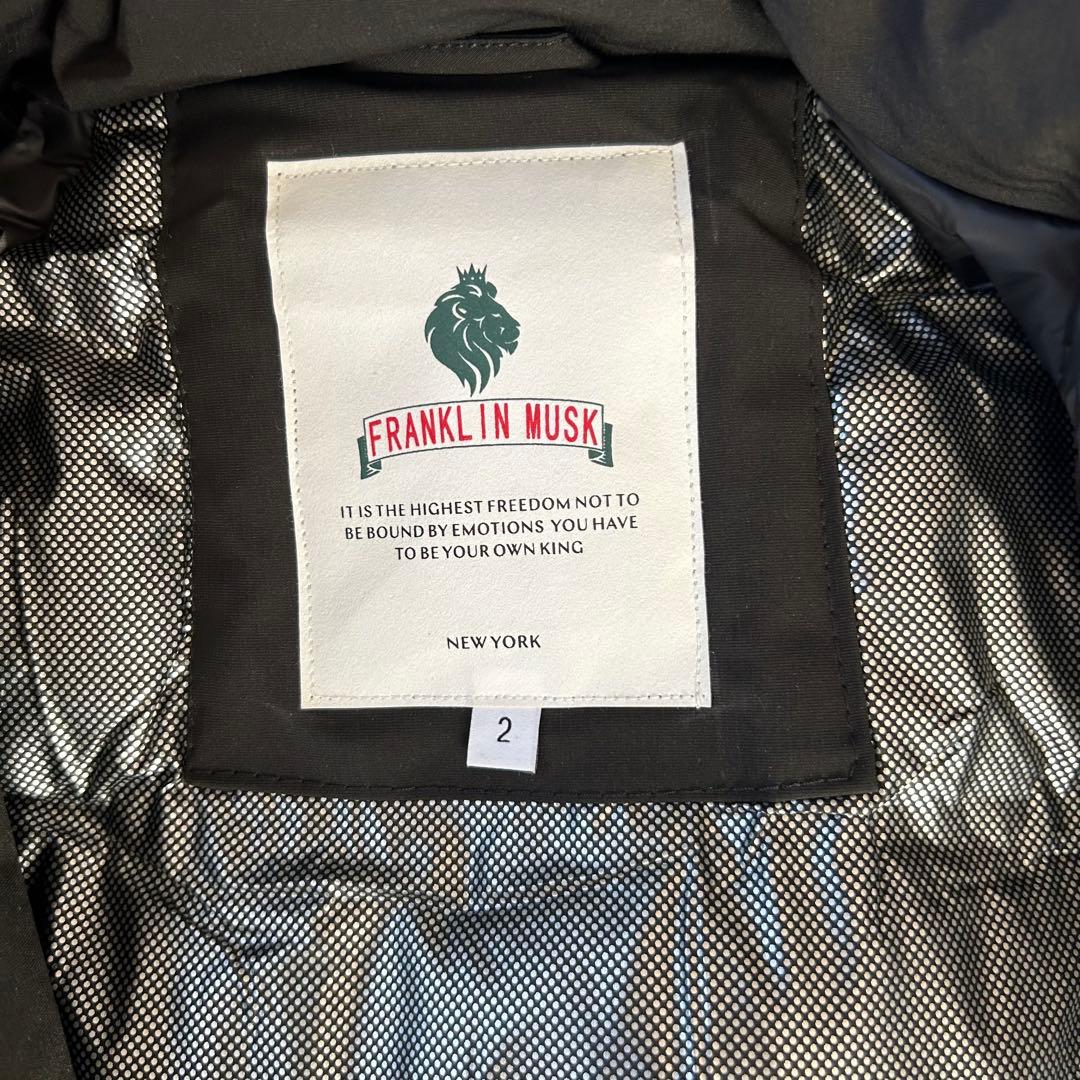 FRANKLIN MUSK
IT IS THE HIGHEST FREEDOM NOT TO
BE BOUND BY EMOTIONS YOU HAVE
TO BE YOUR OWN KING
NEW YORK
2